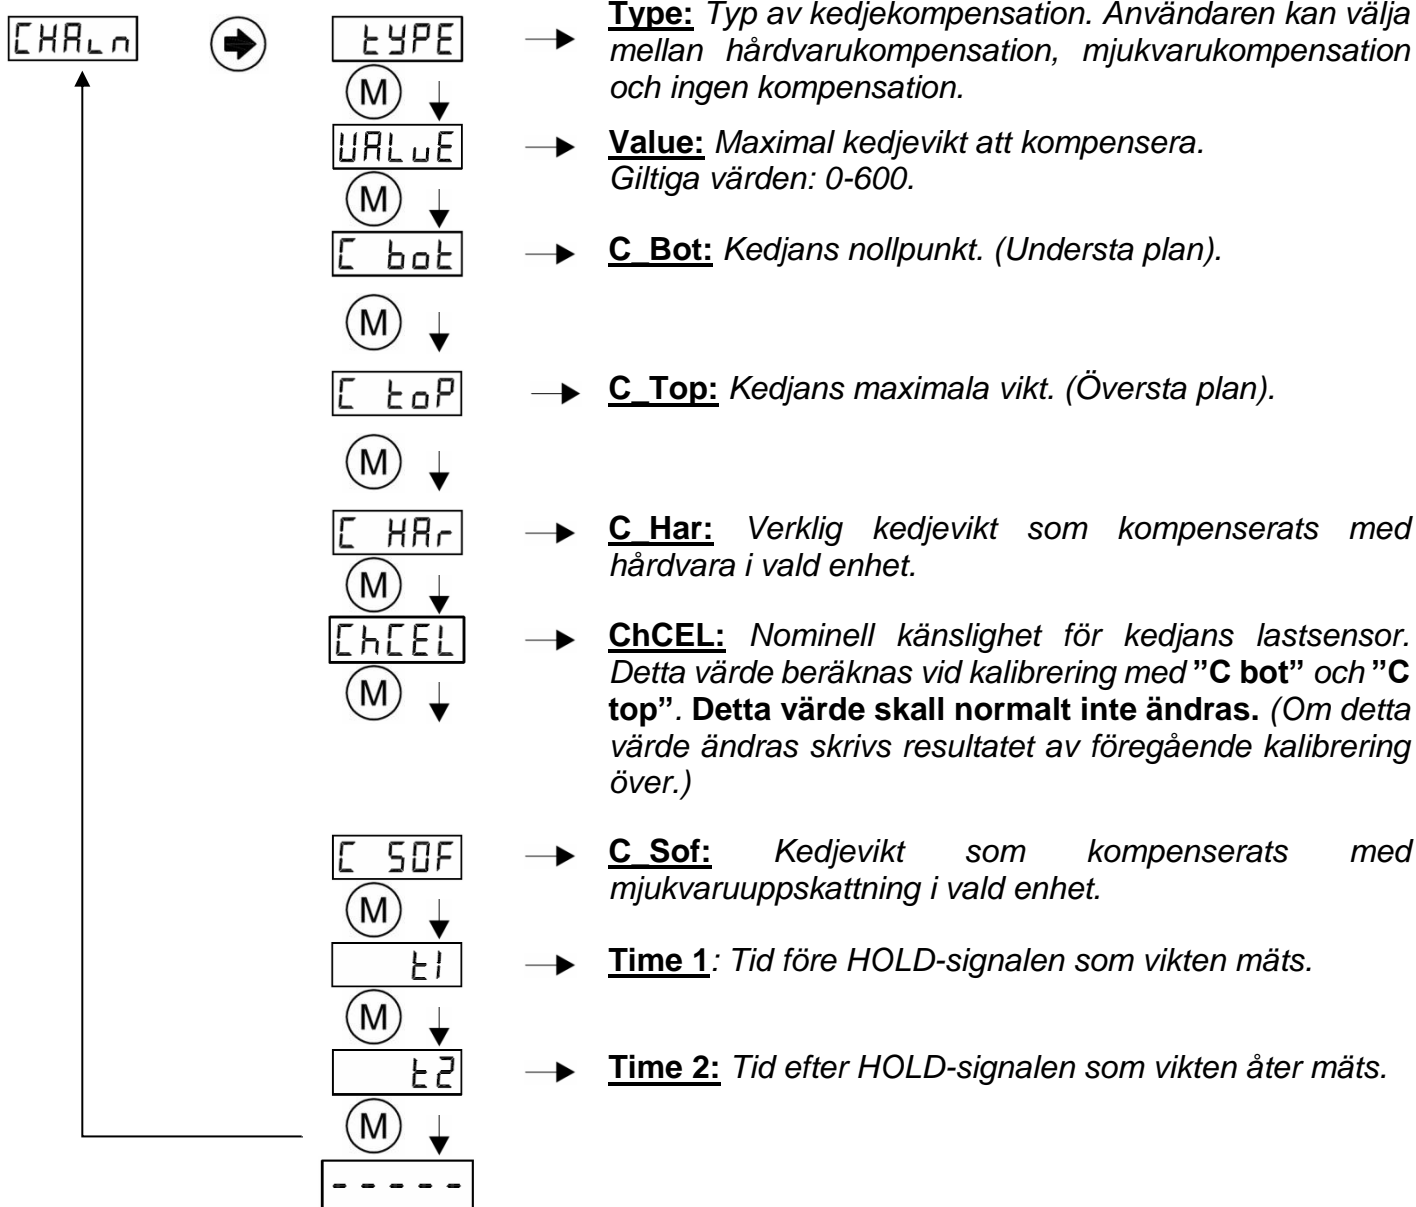 CHAin
tYPE
Type: Typ av kedjekompensation. Användaren kan välja
mellan hårdvarukompensation, mjukvarukompensation
och ingen kompensation.
M
VALuE
Value: Maximal kedjevikt att kompensera.
Giltiga värden: 0-600.
M
C bot
C_Bot: Kedjans nollpunkt. (Understa plan).
M
C toP
C_Top: Kedjans maximala vikt. (Översta plan).
M
C HAr
C_Har: Verklig kedjevikt som kompenserats med
hårdvara i vald enhet.
M
ChCEL
ChCEL: Nominell känslighet för kedjans lastsensor.
Detta värde beräknas vid kalibrering med ”C bot” och ”C
top”. Detta värde skall normalt inte ändras. (Om detta
värde ändras skrivs resultatet av föregående kalibrering
över.)
M
C SOF
C_Sof: Kedjevikt som kompenserats med
mjukvaruuppskattning i vald enhet.
M
t1
Time 1: Tid före HOLD-signalen som vikten mäts.
M
t2
Time 2: Tid efter HOLD-signalen som vikten åter mäts.
M
- - - - -